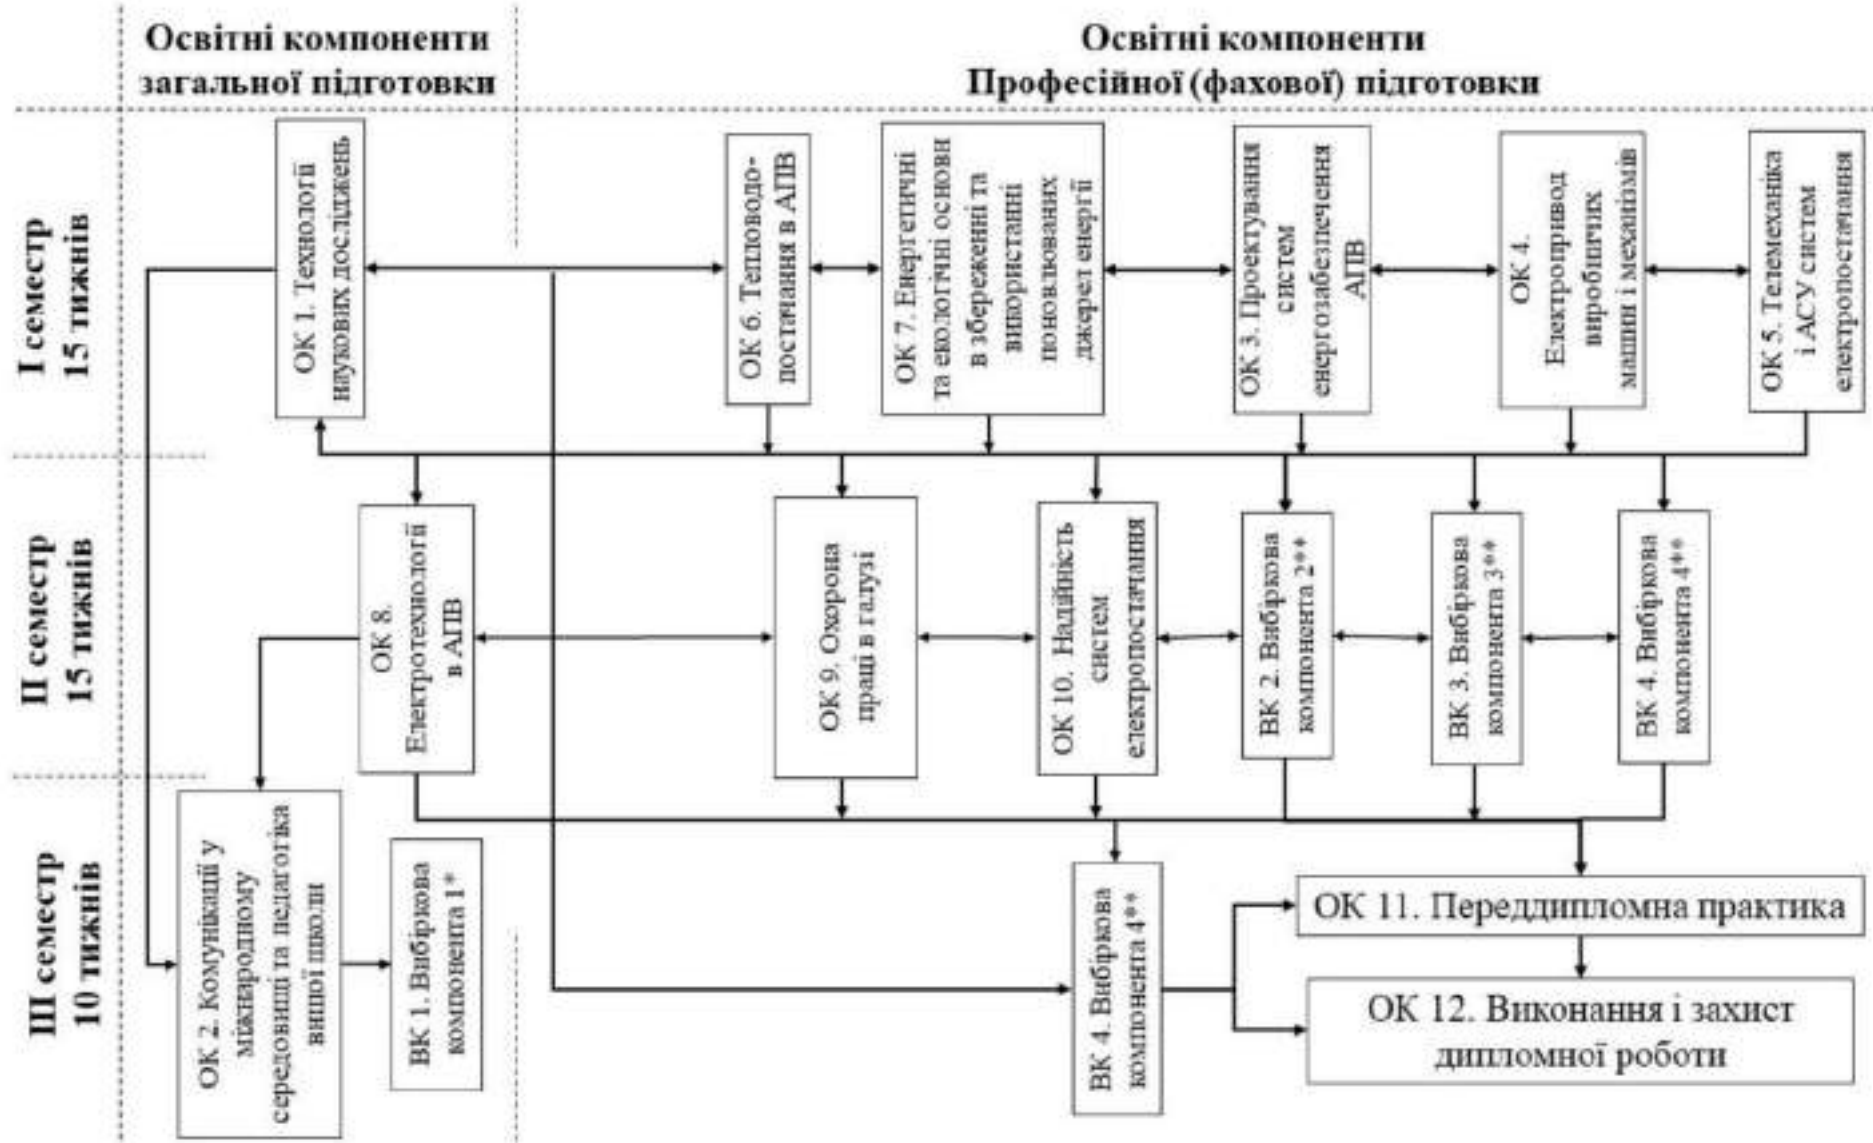 Освітні компоненти
загальної підготовки
Освітні компоненти
Професійної (фахової) підготовки
І семестр
15 тижнів
ОК 1. Технології
наукових досліджень
ОК 6. Тепловодо-
постачання в АПВ
ОК 7. Енергетичні
та екологічні основи
в збереженні та
використанні
поновлюваних
джерел енергії
ОК 3. Проектування
систем
енергозабезпечення
АПВ
ОК 4.
Електропривод
виробничих
машин і механізмів
ОК 5. Телемеханіка
і АСУ систем
електропостачання
ІІ семестр
15 тижнів
ОК 8.
Електротехнології
в АПВ
ОК 9. Охорона
праці в галузі
ОК 10. Надійність
систем
електропостачання
ВК 2. Вибіркова
компонента 2**
ВК 3. Вибіркова
компонента 3**
ВК 4. Вибіркова
компонента 4**
ІІІ семестр
10 тижнів
ОК 2. Комунікації у
міжнародному
середовищі та педагогіка
вищої школи
ВК 1. Вибіркова
компонента 1*
ВК 4. Вибіркова
компонента 4**
ОК 11. Переддипломна практика
ОК 12. Виконання і захист
дипломної роботи